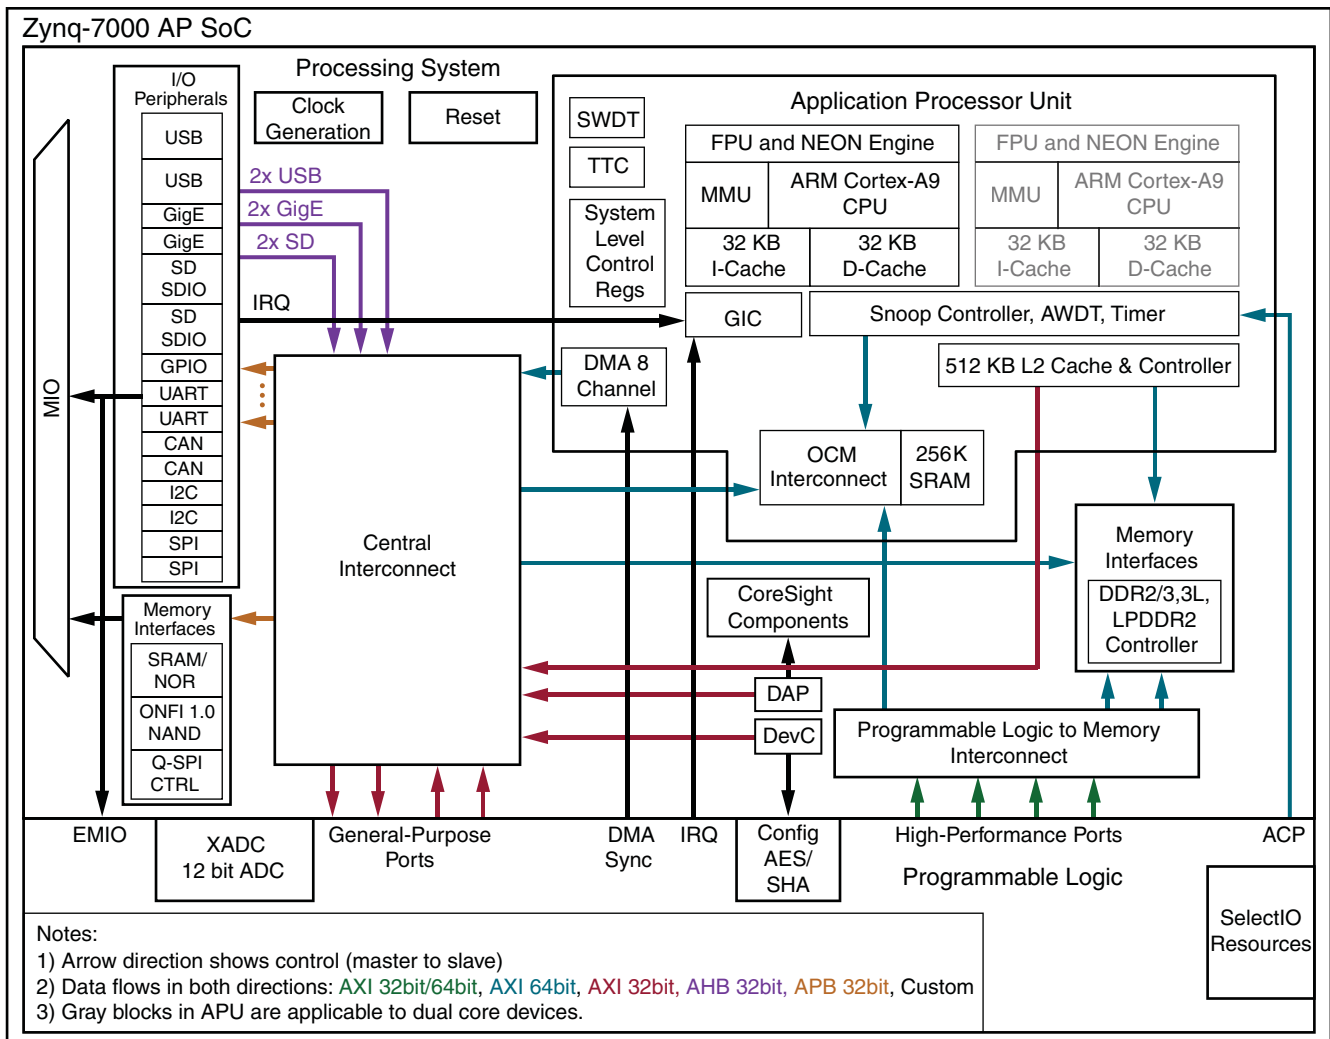 Zynq-7000 AP SoC
Processing System
I/O
Peripherals
USB
USB
GigE
GigE
SD
SDIO
SD
SDIO
GPIO
UART
UART
CAN
CAN
I2C
I2C
SPI
SPI
MIO
Clock
Generation
Reset
2x USB
2x GigE
2x SD
IRQ
Application Processor Unit
SWDT
TTC
System
Level
Control
Regs
FPU and NEON Engine
MMU
ARM Cortex-A9
CPU
32 KB
I-Cache
32 KB
D-Cache
FPU and NEON Engine
MMU
ARM Cortex-A9
CPU
32 KB
I-Cache
32 KB
D-Cache
GIC
Snoop Controller, AWDT, Timer
DMA 8
Channel
512 KB L2 Cache & Controller
OCM
Interconnect
256K
SRAM
Central
Interconnect
Memory
Interfaces
DDR2/3,3L,
LPDDR2
Controller
CoreSight
Components
DAP
DevC
Programmable Logic to Memory
Interconnect
Memory
Interfaces
SRAM/
NOR
ONFI 1.0
NAND
Q-SPI
CTRL
EMIO
XADC
12 bit ADC
General-Purpose
Ports
DMA
Sync
IRQ
Config
AES/
SHA
High-Performance Ports
ACP
Programmable Logic
SelectIO
Resources
Notes:
1) Arrow direction shows control (master to slave)
2) Data flows in both directions: AXI 32bit/64bit, AXI 64bit, AXI 32bit, AHB 32bit, APB 32bit, Custom
3) Gray blocks in APU are applicable to dual core devices.